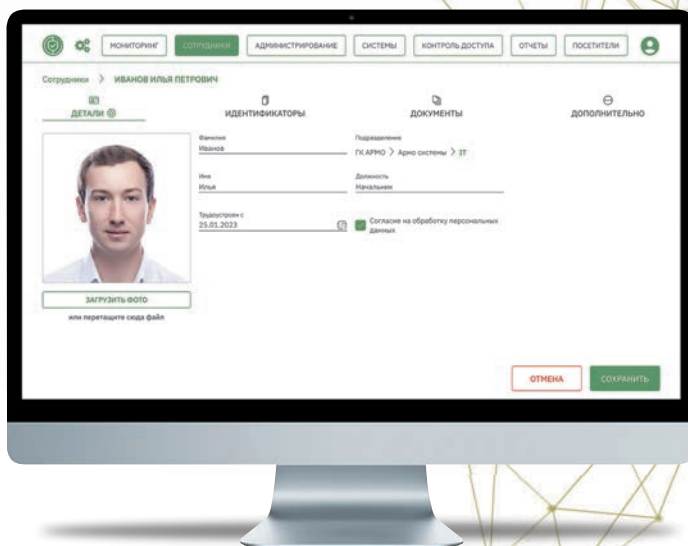 МОНИТОРИНГ СОТРУДНИКИ АДМИНИСТРИРОВАНИЕ СИСТЕМЫ КОНТРОЛЬ ДОСТУПА ОТЧЕТЫ ПОСЕТИТЕЛИ
Сотрудники > ИВАНОВ ИЛЬЯ ПЕТРОВИЧ
ДЕТАЛИ ИДЕНТИФИКАТОРЫ ДОКУМЕНТЫ ДОПОЛНИТЕЛЬНО
Фамилия Подразделение
Иванов ГК АРМО > Армо системы > IT
Имя Должность
Илья Начальник
Трудоустроен с
25.01.2023 Согласие на обработку персональных
данных
ЗАГРУЗИТЬ ФОТО
или перетащите сюда файл
ОТМЕНА СОХРАНИТЬ